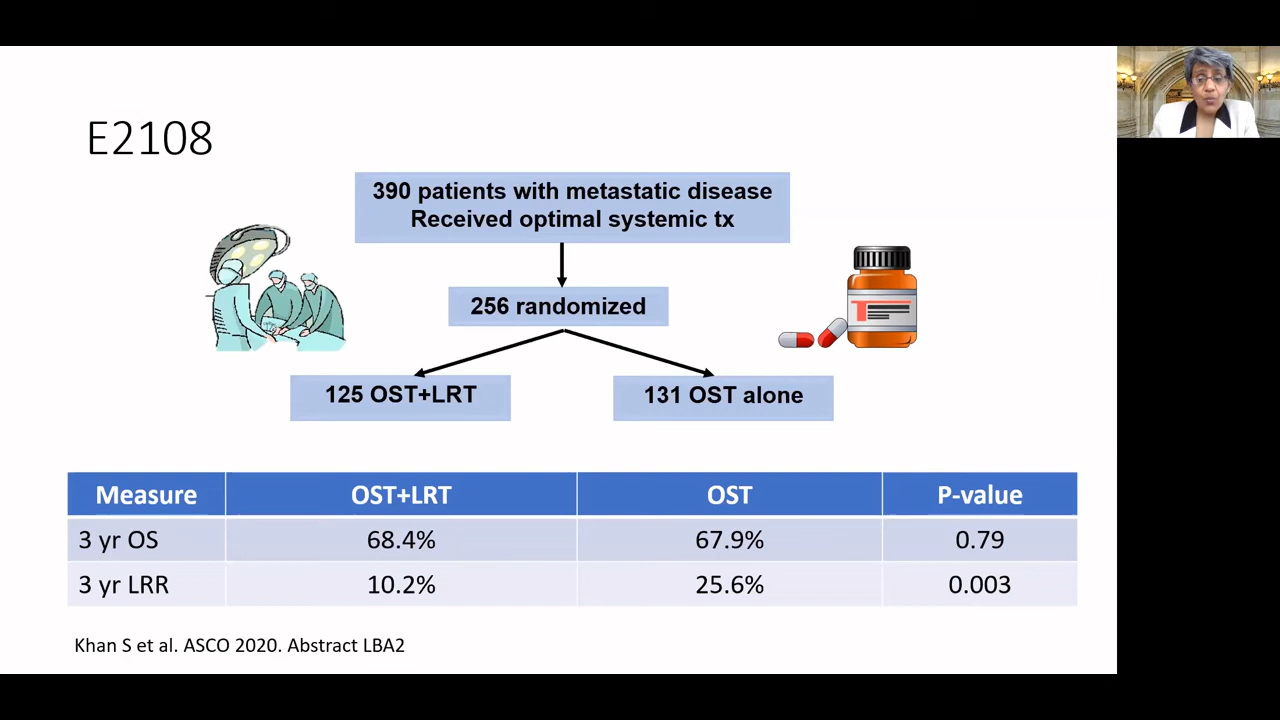 E2108
390 patients with metastatic disease
Received optimal systemic tx
256 randomized
125 OST+LRT
131 OST alone
Measure OST+LRT OST P-value
3 yr OS 68.4% 67.9% 0.79
3 yr LRR 10.2% 25.6% 0.003
Khan S et al. ASCO 2020. Abstract LBA2